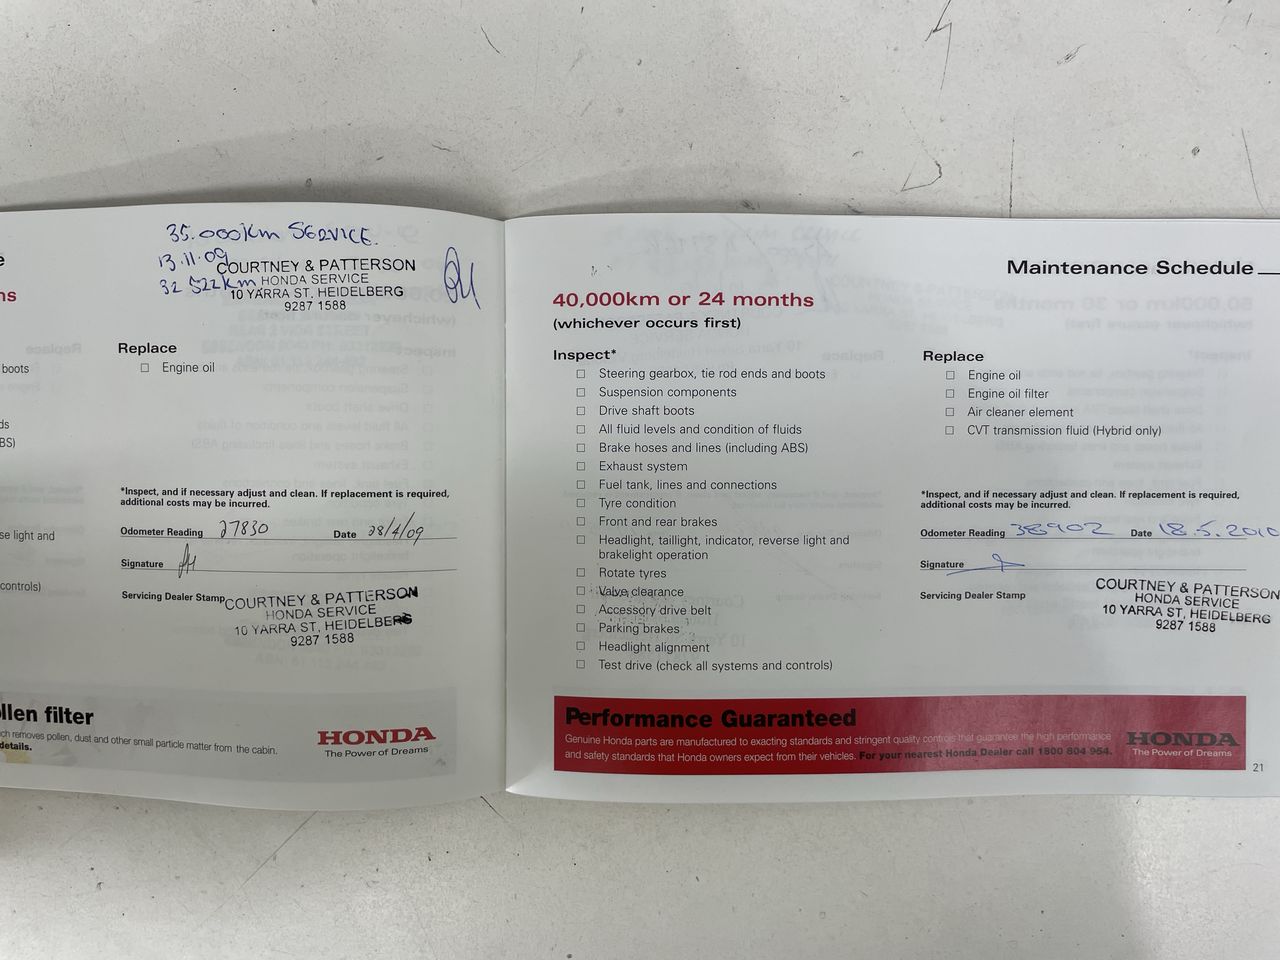 35.000km SERVICE.
13.11.09
32 522km
COURTNEY & PATTERSON
HONDA SERVICE
10 YARRA ST, HEIDELBERG
9287 1588
e
ns
Replace
boots
Engine oil
ds
BS)
*Inspect, and if necessary adjust and clean. If replacement is required,
additional costs may be incurred.
se light and
Odometer Reading 27830 Date 28/4/09
Signature
controls)
Servicing Dealer Stamp
COURTNEY & PATTERSON
HONDA SERVICE
10 YARRA ST, HEIDELBERG
9287 1588
ollen filter
ch removes pollen, dust and other small particle matter from the cabin.
details.
HONDA
The Power of Dreams
Maintenance Schedule
40,000km or 24 months
(whichever occurs first)
Inspect*
Steering gearbox, tie rod ends and boots
Suspension components
Drive shaft boots
All fluid levels and condition of fluids
Brake hoses and lines (including ABS)
Exhaust system
Fuel tank, lines and connections
Tyre condition
Front and rear brakes
Headlight, taillight, indicator, reverse light and
brakelight operation
Rotate tyres
Valve clearance
Accessory drive belt
Parking brakes
Headlight alignment
Test drive (check all systems and controls)
Replace
Engine oil
Engine oil filter
Air cleaner element
CVT transmission fluid (Hybrid only)
*Inspect, and if necessary adjust and clean. If replacement is required,
additional costs may be incurred.
Odometer Reading 38902 Date 18.5.2010
Signature
Servicing Dealer Stamp
COURTNEY & PATTERSON
HONDA SERVICE
10 YARRA ST, HEIDELBERG
9287 1588
Performance Guaranteed
Genuine Honda parts are manufactured to exacting standards and stringent quality controls that guarantee the high performance
and safety standards that Honda owners expect from their vehicles. For your nearest Honda Dealer call 1800 804 954.
HONDA
The Power of Dreams
21